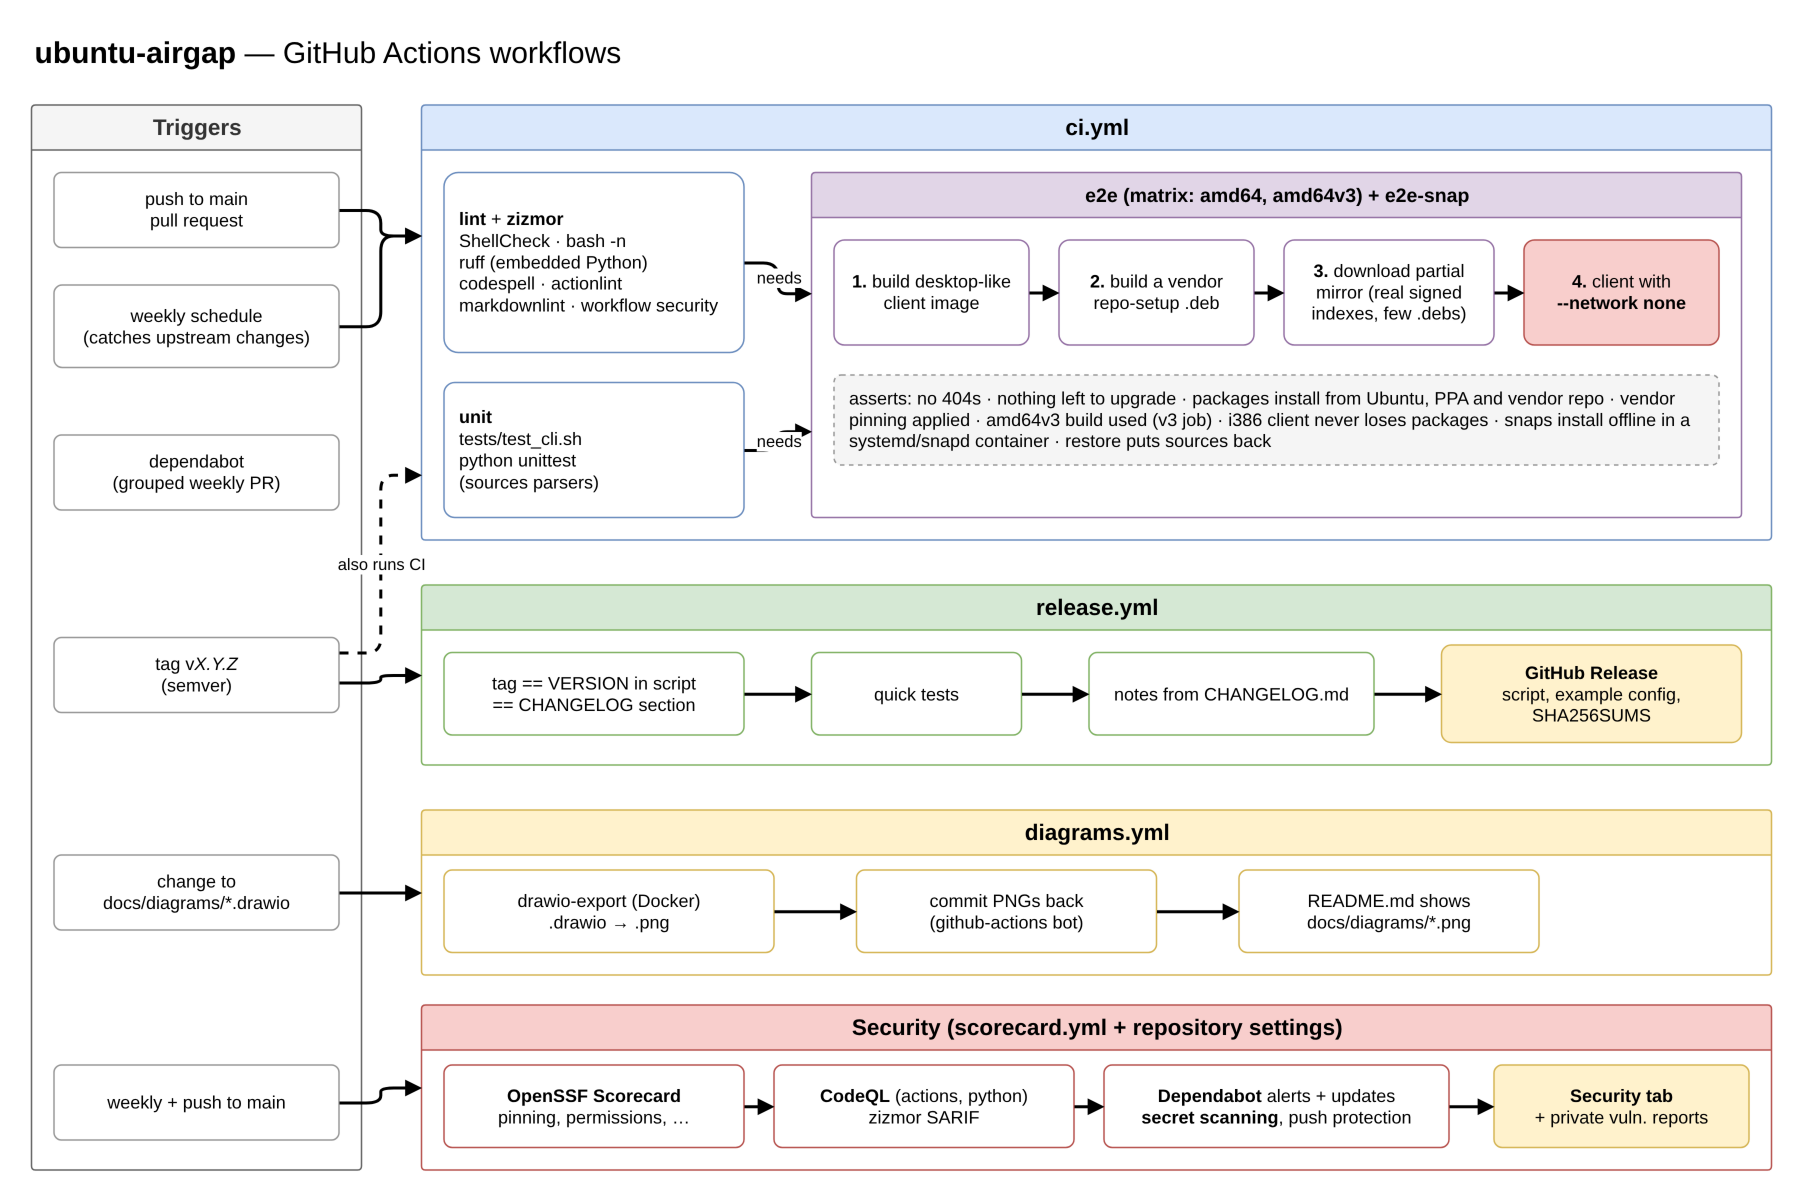 ubuntu-airgap — GitHub Actions workflows
Triggers
push to main
pull request
weekly schedule
(catches upstream changes)
dependabot
(grouped weekly PR)
also runs CI
tag vX.Y.Z
(semver)
change to
docs/diagrams/*.drawio
weekly + push to main
ci.yml
lint + zizmor
ShellCheck · bash -n
ruff (embedded Python)
codespell · actionlint
markdownlint · workflow security
needs
unit
tests/test_cli.sh
python unittest
(sources parsers)
needs
e2e (matrix: amd64, amd64v3) + e2e-snap
1. build desktop-like
client image
2. build a vendor
repo-setup .deb
3. download partial
mirror (real signed
indexes, few .debs)
4. client with
--network none
asserts: no 404s · nothing left to upgrade · packages install from Ubuntu, PPA and vendor repo · vendor
pinning applied · amd64v3 build used (v3 job) · i386 client never loses packages · snaps install offline in a
systemd/snapd container · restore puts sources back
release.yml
tag == VERSION in script
== CHANGELOG section
quick tests
notes from CHANGELOG.md
GitHub Release
script, example config,
SHA256SUMS
diagrams.yml
drawio-export (Docker)
.drawio → .png
commit PNGs back
(github-actions bot)
README.md shows
docs/diagrams/*.png
Security (scorecard.yml + repository settings)
OpenSSF Scorecard
pinning, permissions, …
CodeQL (actions, python)
zizmor SARIF
Dependabot alerts + updates
secret scanning, push protection
Security tab
+ private vuln. reports